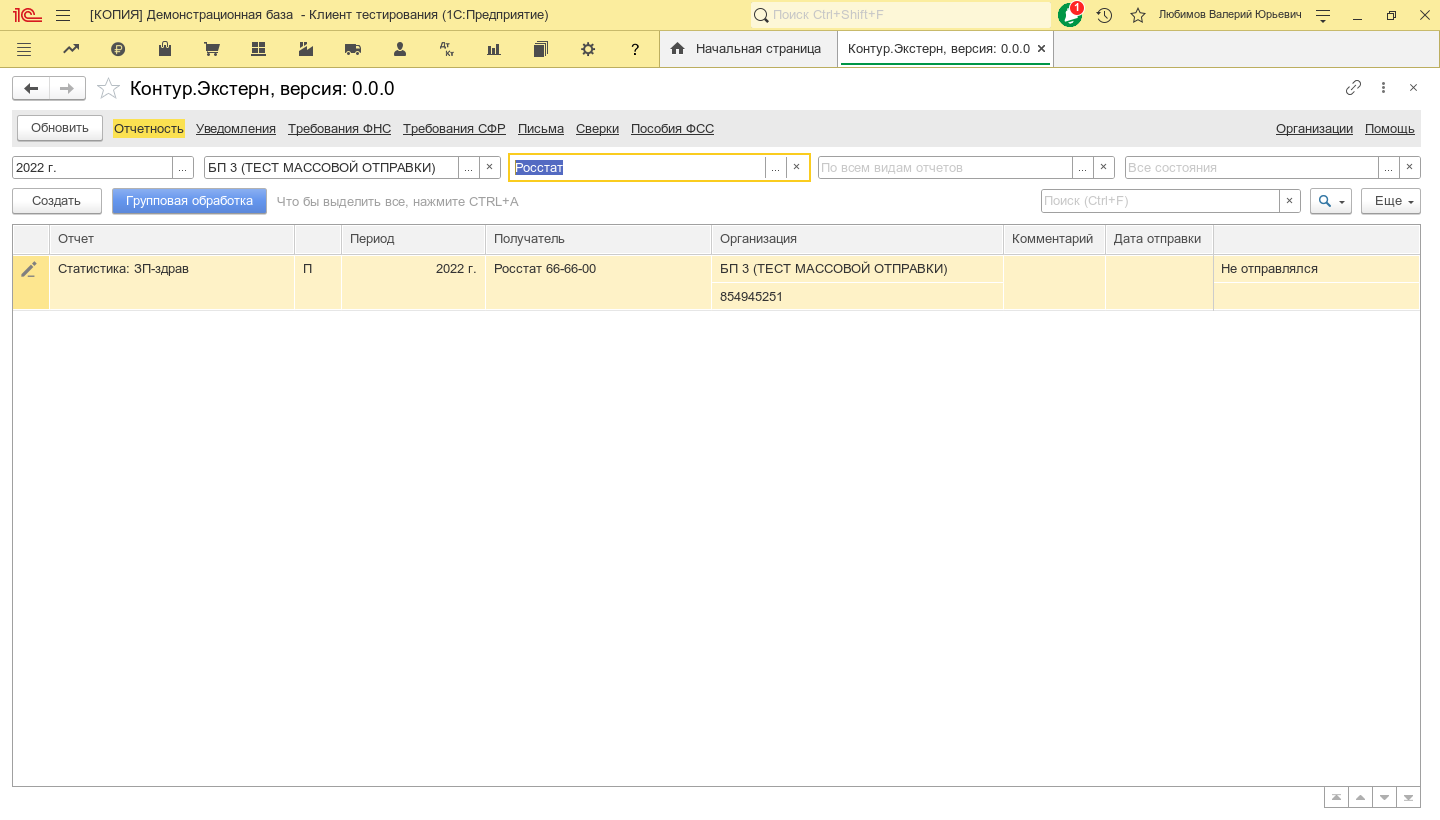 1С [КОПИЯ] Демонстрационная база - Клиент тестирования (1С:Предприятие) Поиск Ctrl+Shift+F 1 Любимов Валерий Юрьевич
Дт Кт ? Начальная страница Контур.Экстерн, версия: 0.0.0
Контур.Экстерн, версия: 0.0.0
Обновить Отчетность Уведомления Требования ФНС Требования СФР Письма Сверки Пособия ФСС Организации Помощь
2022 г. ... БП 3 (ТЕСТ МАССОВОЙ ОТПРАВКИ) ... × Росстат ... × По всем видам отчетов ... × Все состояния ... ×
Создать Групповая обработка Что бы выделить все, нажмите CTRL+A Поиск (Ctrl+F) × Еще
Отчет Период Получатель Организация Комментарий Дата отправки
Статистика: ЗП-здрав П 2022 г. Росстат 66-66-00 БП 3 (ТЕСТ МАССОВОЙ ОТПРАВКИ) Не отправлялся
854945251